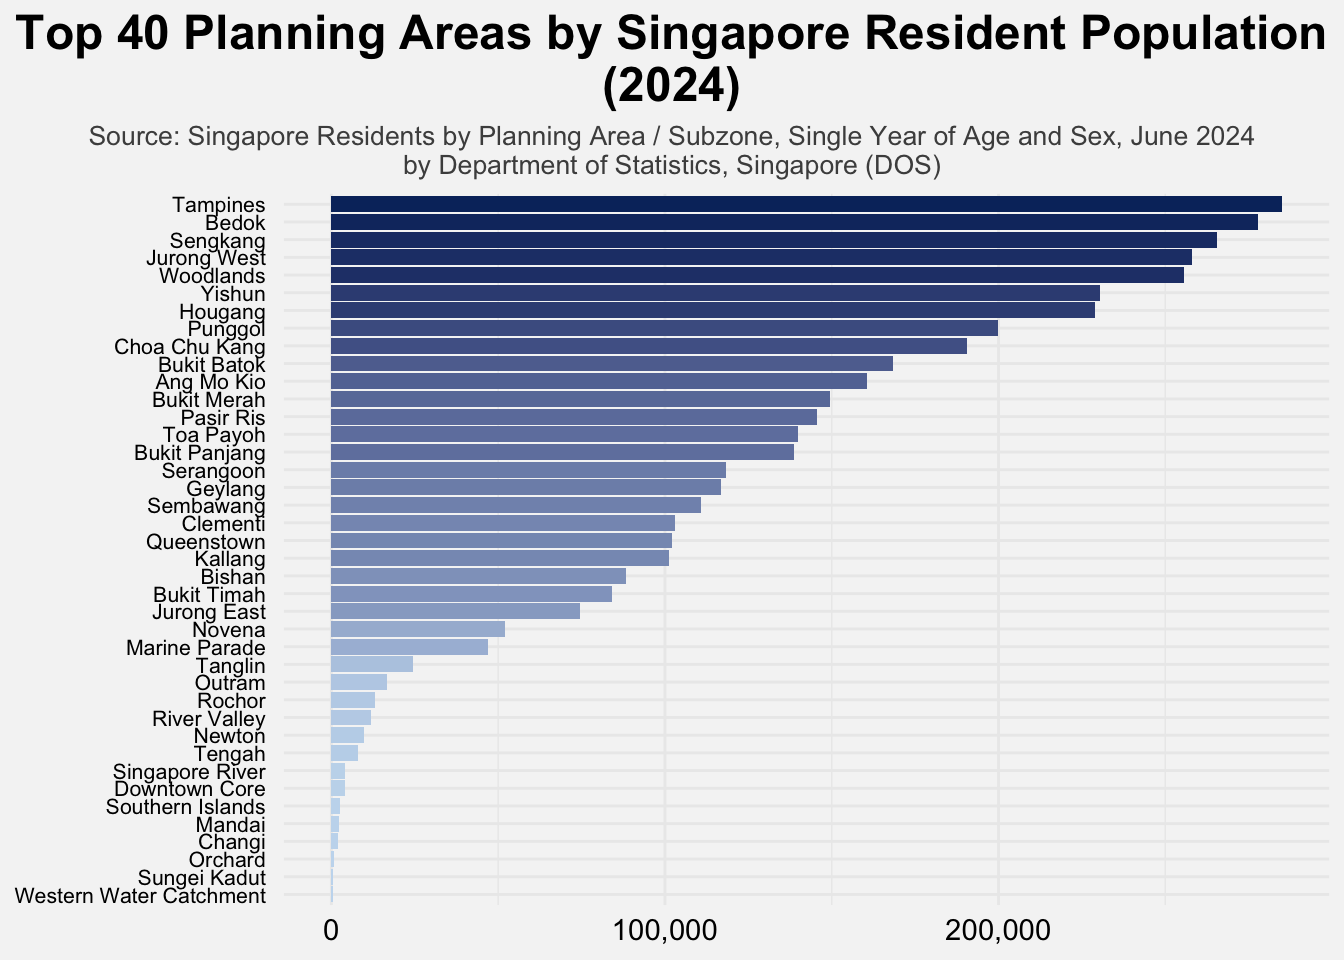 Top 40 Planning Areas by Singapore Resident Population
(2024)
Source: Singapore Residents by Planning Area / Subzone, Single Year of Age and Sex, June 2024
by Department of Statistics, Singapore (DOS)
Tampines
Bedok
Sengkang
Jurong West
Woodlands
Yishun
Hougang
Punggol
Choa Chu Kang
Bukit Batok
Ang Mo Kio
Bukit Merah
Pasir Ris
Toa Payoh
Bukit Panjang
Serangoon
Geylang
Sembawang
Clementi
Queenstown
Kallang
Bishan
Bukit Timah
Jurong East
Novena
Marine Parade
Tanglin
Outram
Rochor
River Valley
Newton
Tengah
Singapore River
Downtown Core
Southern Islands
Mandai
Changi
Orchard
Sungei Kadut
Western Water Catchment
0 100,000 200,000